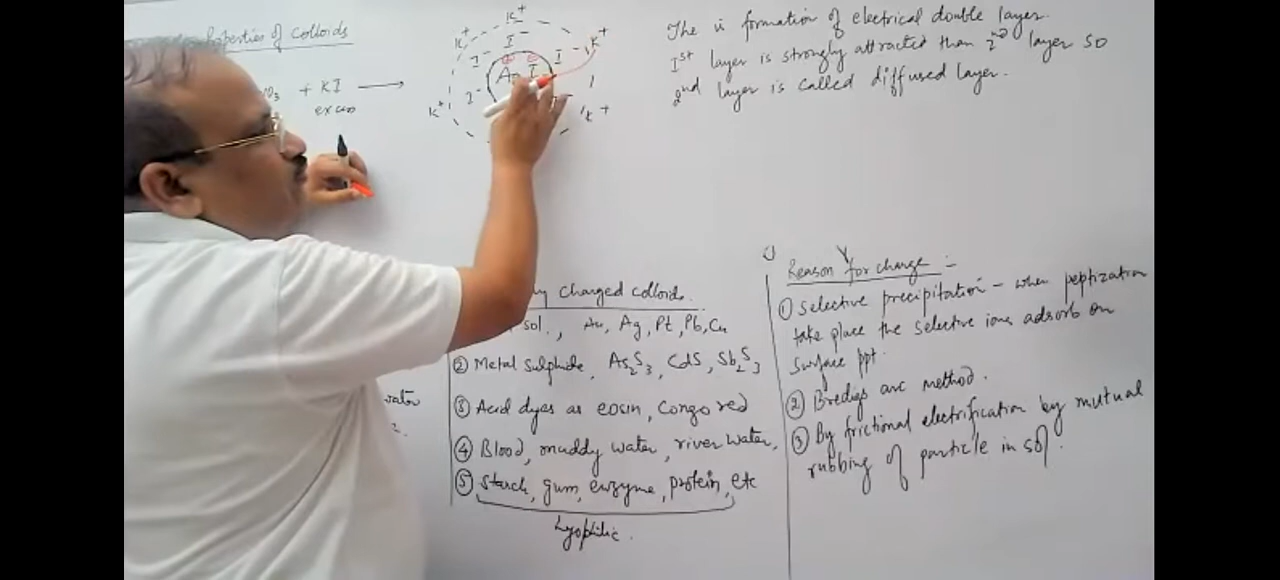 Properties of Colloids
+ KI
excess
K+
K+
K+
K+
K+
I-
I-
I-
I-
Ag I
The is formation of electrical double layer.
Ist layer is strongly attracted than 2nd layer so
2nd layer is called diffused layer.
charged colloids.
sol., Au, Ag, Pt, Pb, Cu
② Metal sulphide, As2S3, CdS, Sb2S3
③ Acid dyes as eosin, Congo red
④ Blood, muddy water, river water,
⑤ Starch, gum, enzyme, protein, etc
Lyophilic.
Reason for charge :-
① Selective precipitation - when peptization
take place the selective ions adsorb on
surface ppt.
② Bredigs arc method.
③ By frictional electrification by mutual
rubbing of particle in sol.